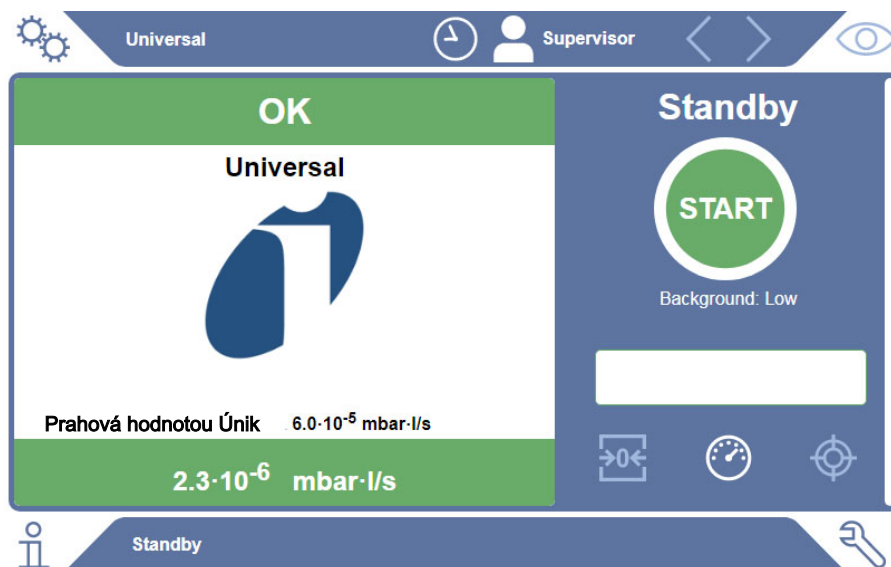 Universal
Supervisor
OK
Universal
Prahová hodnotou Únik 6.0·10⁻⁵ mbar·l/s
2.3·10⁻⁶ mbar·l/s
Standby
START
Background: Low
→0←
Standby